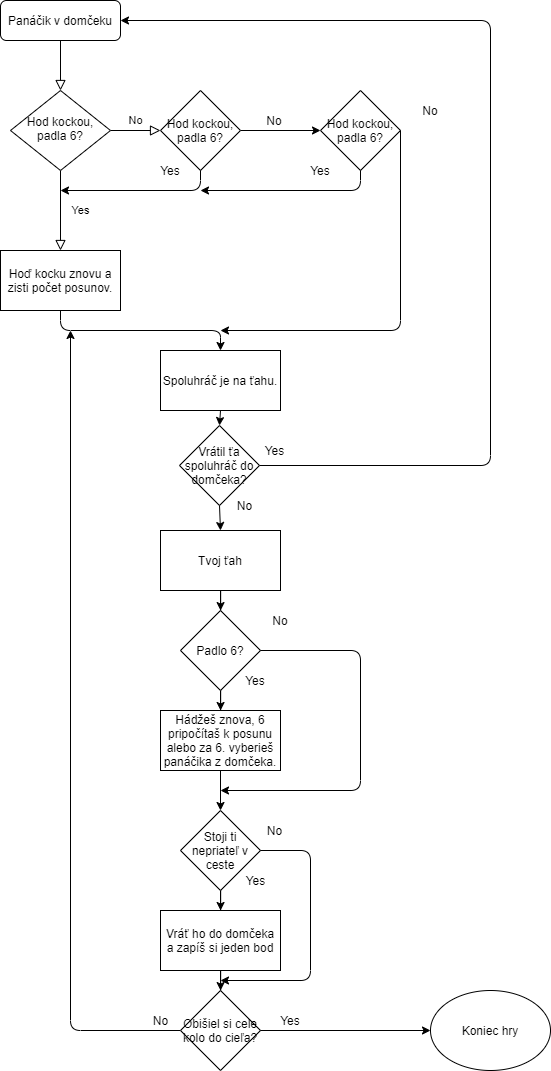 Panáčik v domčeku
Hod kockou,
padla 6?
No
Hod kockou,
padla 6?
No
Hod kockou,
padla 6?
No
Yes
Yes
Yes
Hoď kocku znovu a
zisti počet posunov.
Spoluhráč je na ťahu.
Vrátil ťa
spoluhráč do
domčeka?
Yes
No
Tvoj ťah
No
Padlo 6?
Yes
Hádžeš znova, 6
pripočítaš k posunu
alebo za 6. vyberieš
panáčika z domčeka.
No
Stoji ti
nepriateľ v
ceste
Yes
Vráť ho do domčeka
a zapíš si jeden bod
No
Obišiel si cele
kolo do cieľa?
Yes
Koniec hry